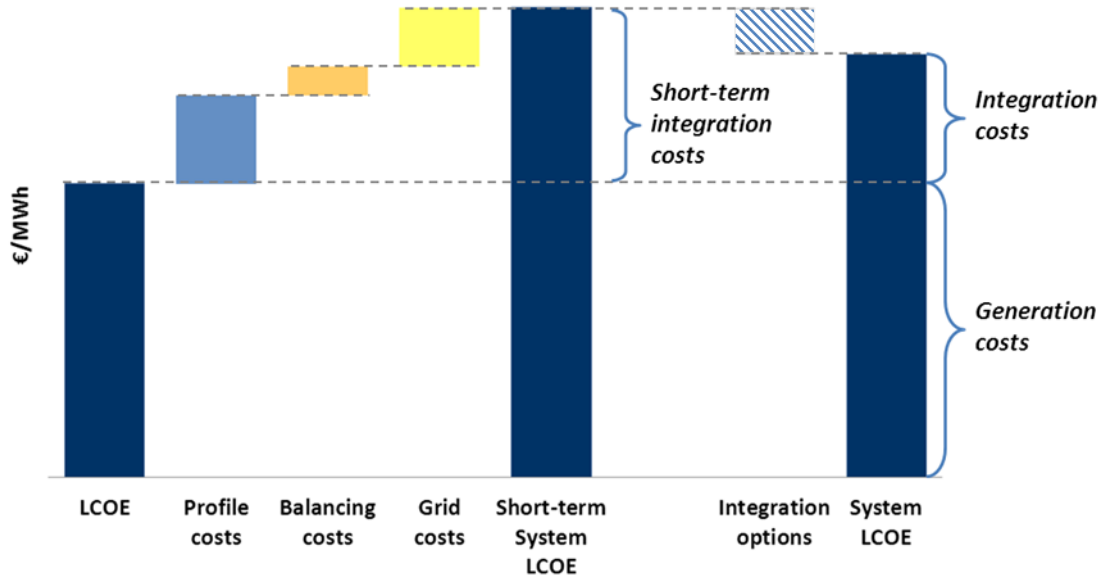 Short-term
integration
costs
Integration
costs
€/MWh
Generation
costs
LCOE
Profile
costs
Balancing
costs
Grid
costs
Short-term
System
LCOE
Integration
options
System
LCOE